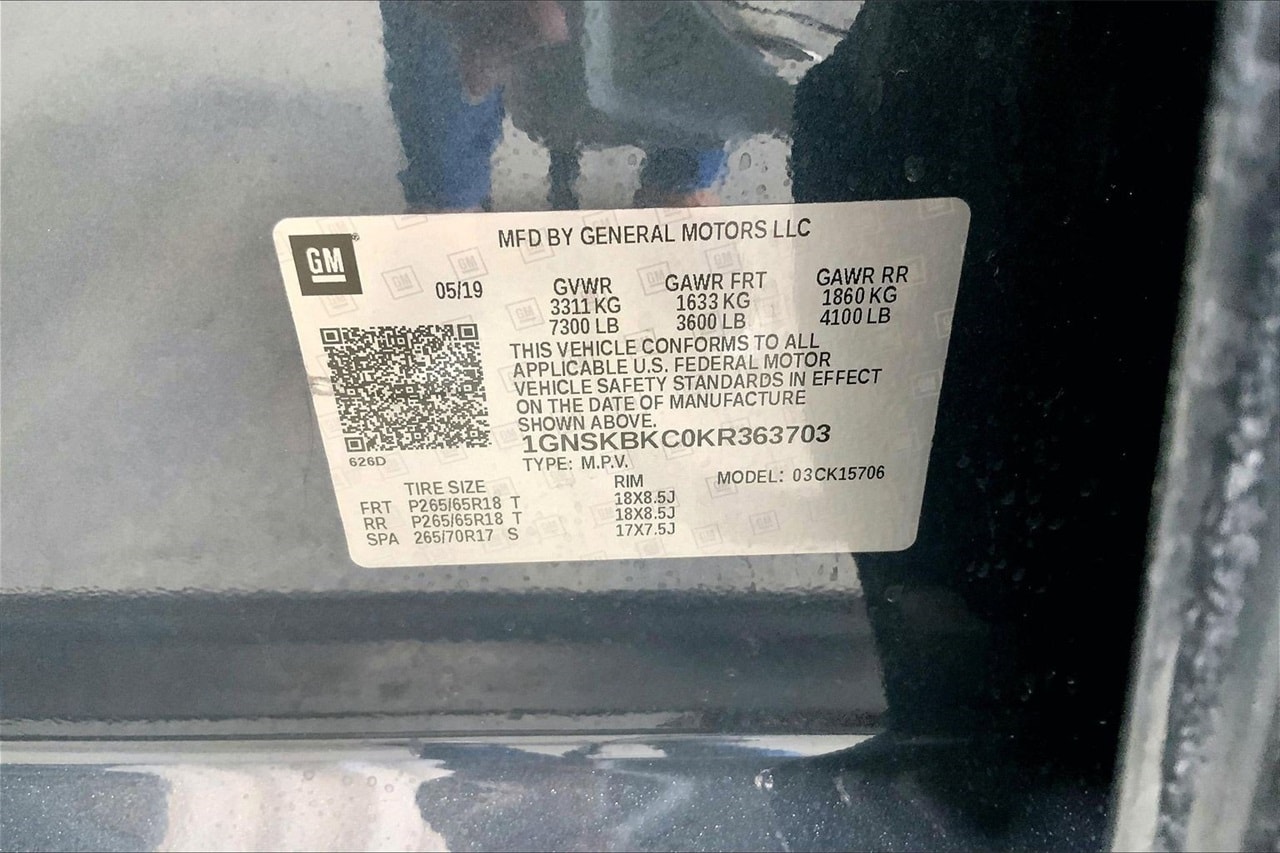 GM
MFD BY GENERAL MOTORS LLC
05/19 GVWR GAWR FRT GAWR RR
3311 KG 1633 KG 1860 KG
7300 LB 3600 LB 4100 LB
THIS VEHICLE CONFORMS TO ALL
APPLICABLE U.S. FEDERAL MOTOR
VEHICLE SAFETY STANDARDS IN EFFECT
ON THE DATE OF MANUFACTURE
SHOWN ABOVE.
1GNSKBKC0KR363703
626D
TYPE: M.P.V. MODEL: 03CK15706
TIRE SIZE RIM
FRT P265/65R18 T 18X8.5J
RR P265/65R18 T 18X8.5J
SPA 265/70R17 S 17X7.5J